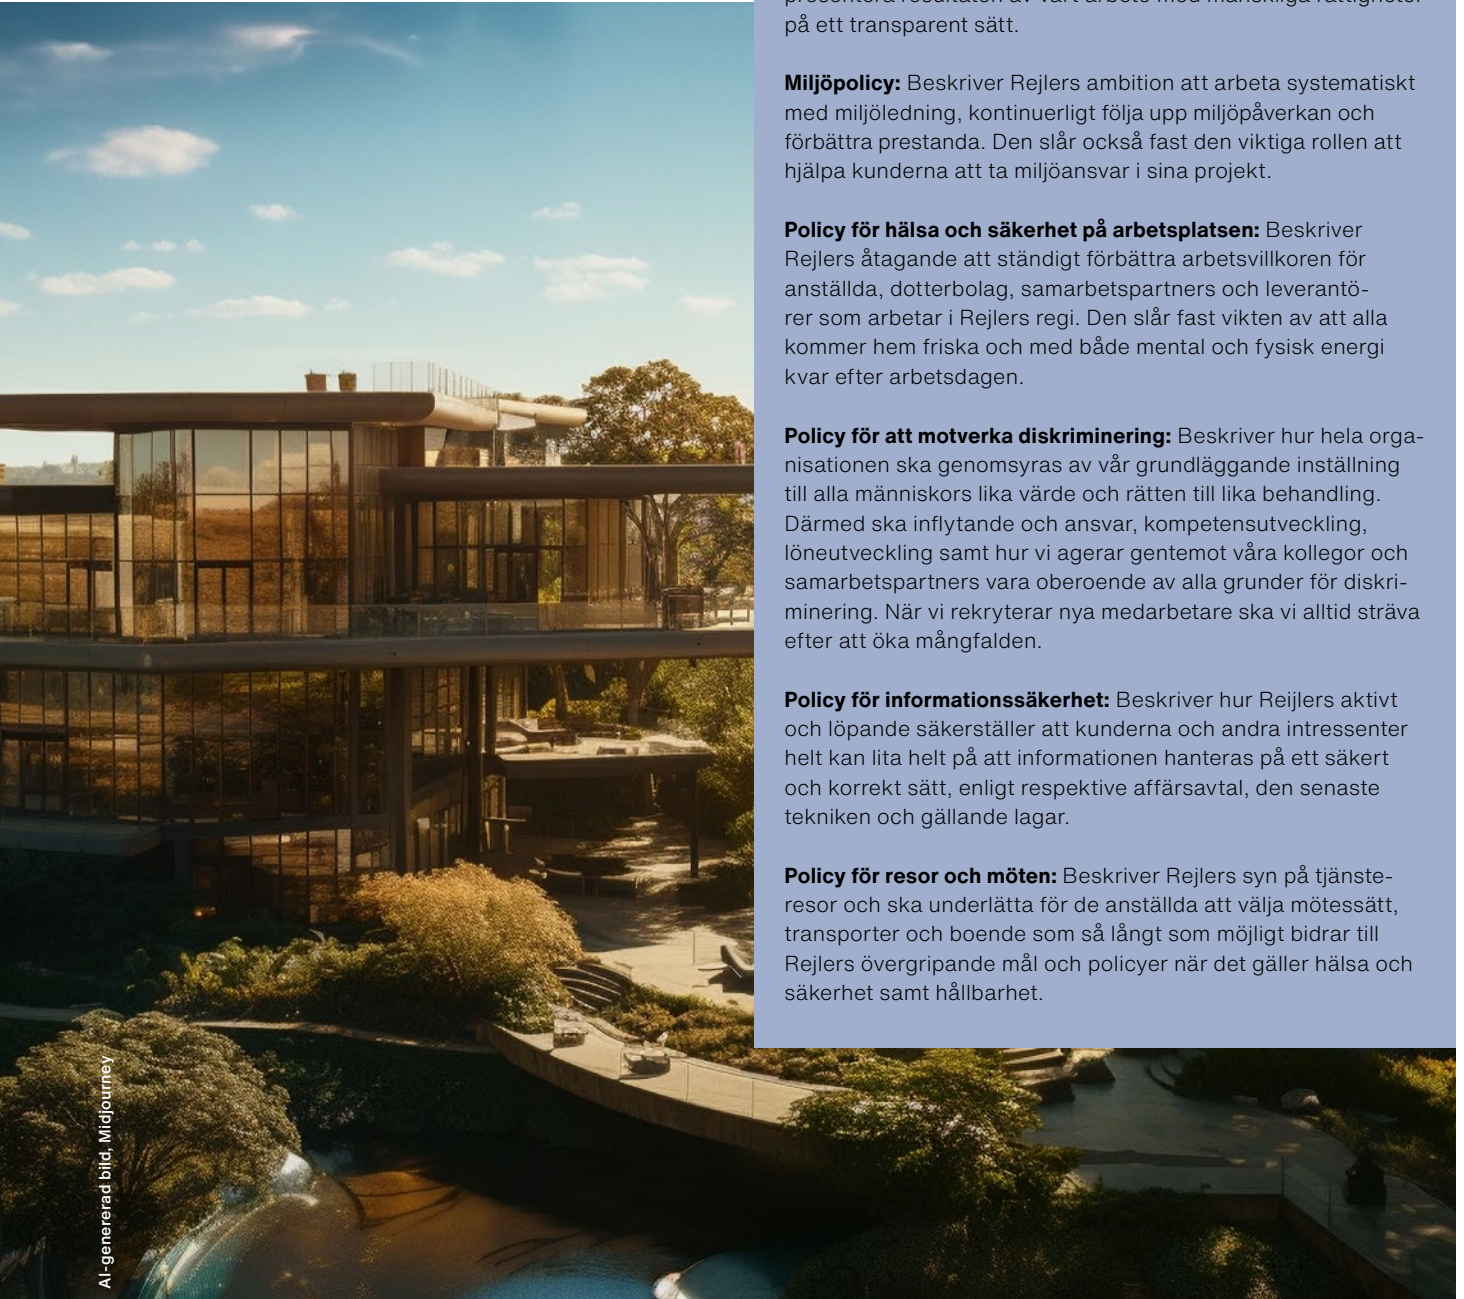 på ett transparent sätt.
Miljöpolicy: Beskriver Rejlers ambition att arbeta systematiskt
med miljöledning, kontinuerligt följa upp miljöpåverkan och
förbättra prestanda. Den slår också fast den viktiga rollen att
hjälpa kunderna att ta miljöansvar i sina projekt.
Policy för hälsa och säkerhet på arbetsplatsen: Beskriver
Rejlers åtagande att ständigt förbättra arbetsvillkoren för
anställda, dotterbolag, samarbetspartners och leverantö-
rer som arbetar i Rejlers regi. Den slår fast vikten av att alla
kommer hem friska och med både mental och fysisk energi
kvar efter arbetsdagen.
Policy för att motverka diskriminering: Beskriver hur hela orga-
nisationen ska genomsyras av vår grundläggande inställning
till alla människors lika värde och rätten till lika behandling.
Därmed ska inflytande och ansvar, kompetensutveckling,
löneutveckling samt hur vi agerar gentemot våra kollegor och
samarbetspartners vara oberoende av alla grunder för diskri-
minering. När vi rekryterar nya medarbetare ska vi alltid sträva
efter att öka mångfalden.
Policy för informationssäkerhet: Beskriver hur Reijlers aktivt
och löpande säkerställer att kunderna och andra intressenter
helt kan lita helt på att informationen hanteras på ett säkert
och korrekt sätt, enligt respektive affärsavtal, den senaste
tekniken och gällande lagar.
Policy för resor och möten: Beskriver Rejlers syn på tjänste-
resor och ska underlätta för de anställda att välja mötessätt,
transporter och boende som så långt som möjligt bidrar till
Rejlers övergripande mål och policyer när det gäller hälsa och
säkerhet samt hållbarhet.
AI-genererad bild, Midjourney